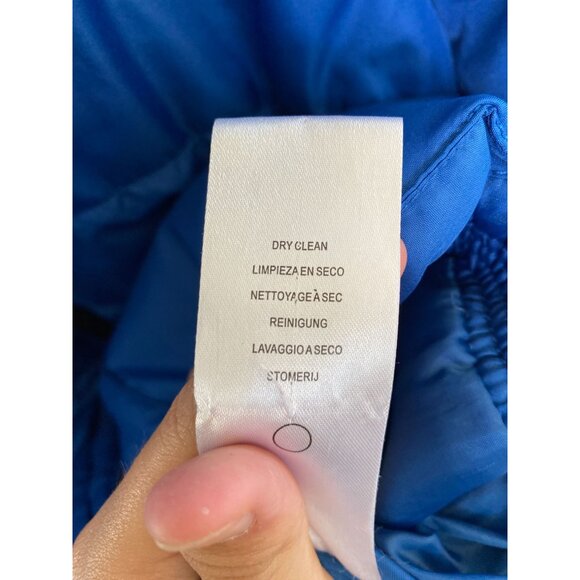 DRY CLEAN
LIMPIEZA EN SECO
NETTOYAGE À SEC
REINIGUNG
LAVAGGIO A SECO
STOMERIJ